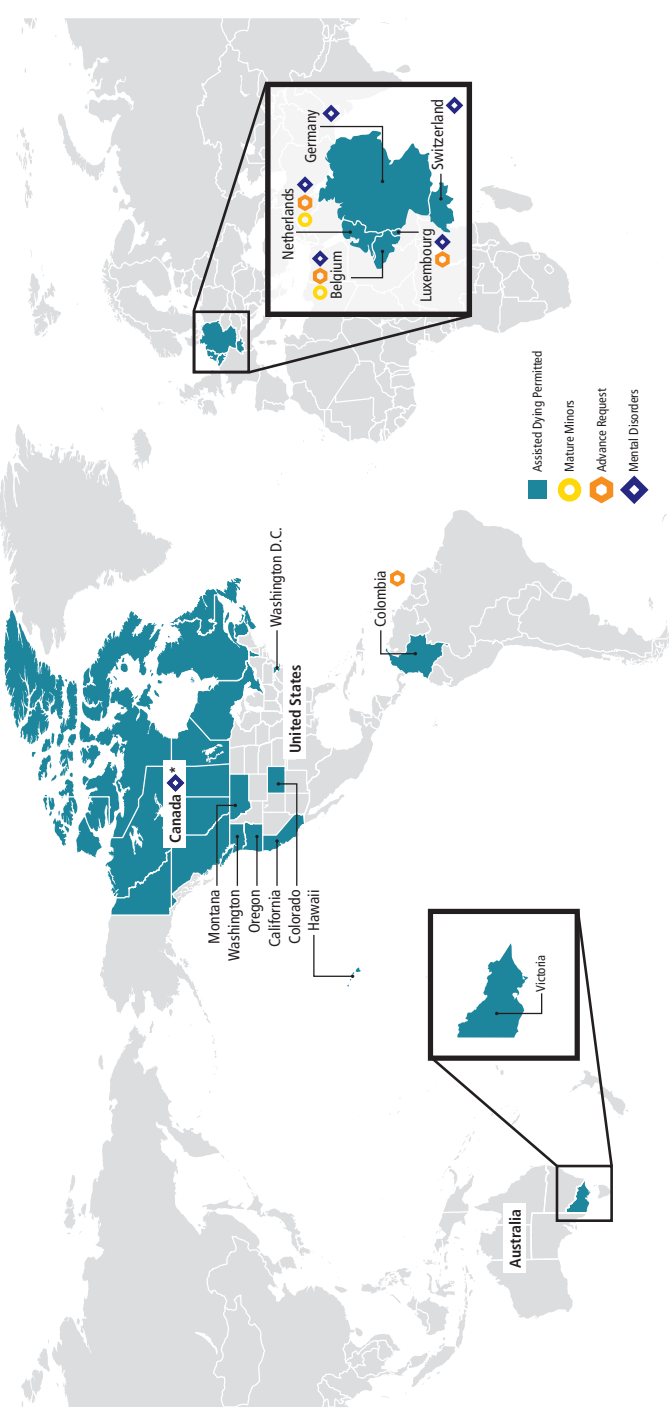 Canada *
United States
Montana
Washington
Oregon
California
Colorado
Hawaii
Washington D.C.
Colombia
Netherlands
Belgium
Germany
Luxembourg
Switzerland
Australia
Victoria
Assisted Dying Permitted
Mature Minors
Advance Request
Mental Disorders